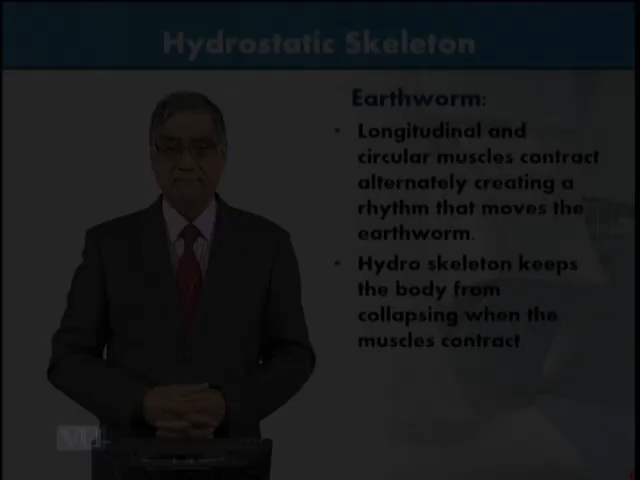 Hydrostatic Skeleton
Earthworm:
• Longitudinal and
circular muscles contract
alternately creating a
rhythm that moves the
earthworm.
• Hydro skeleton keeps
the body from
collapsing when the
muscles contract